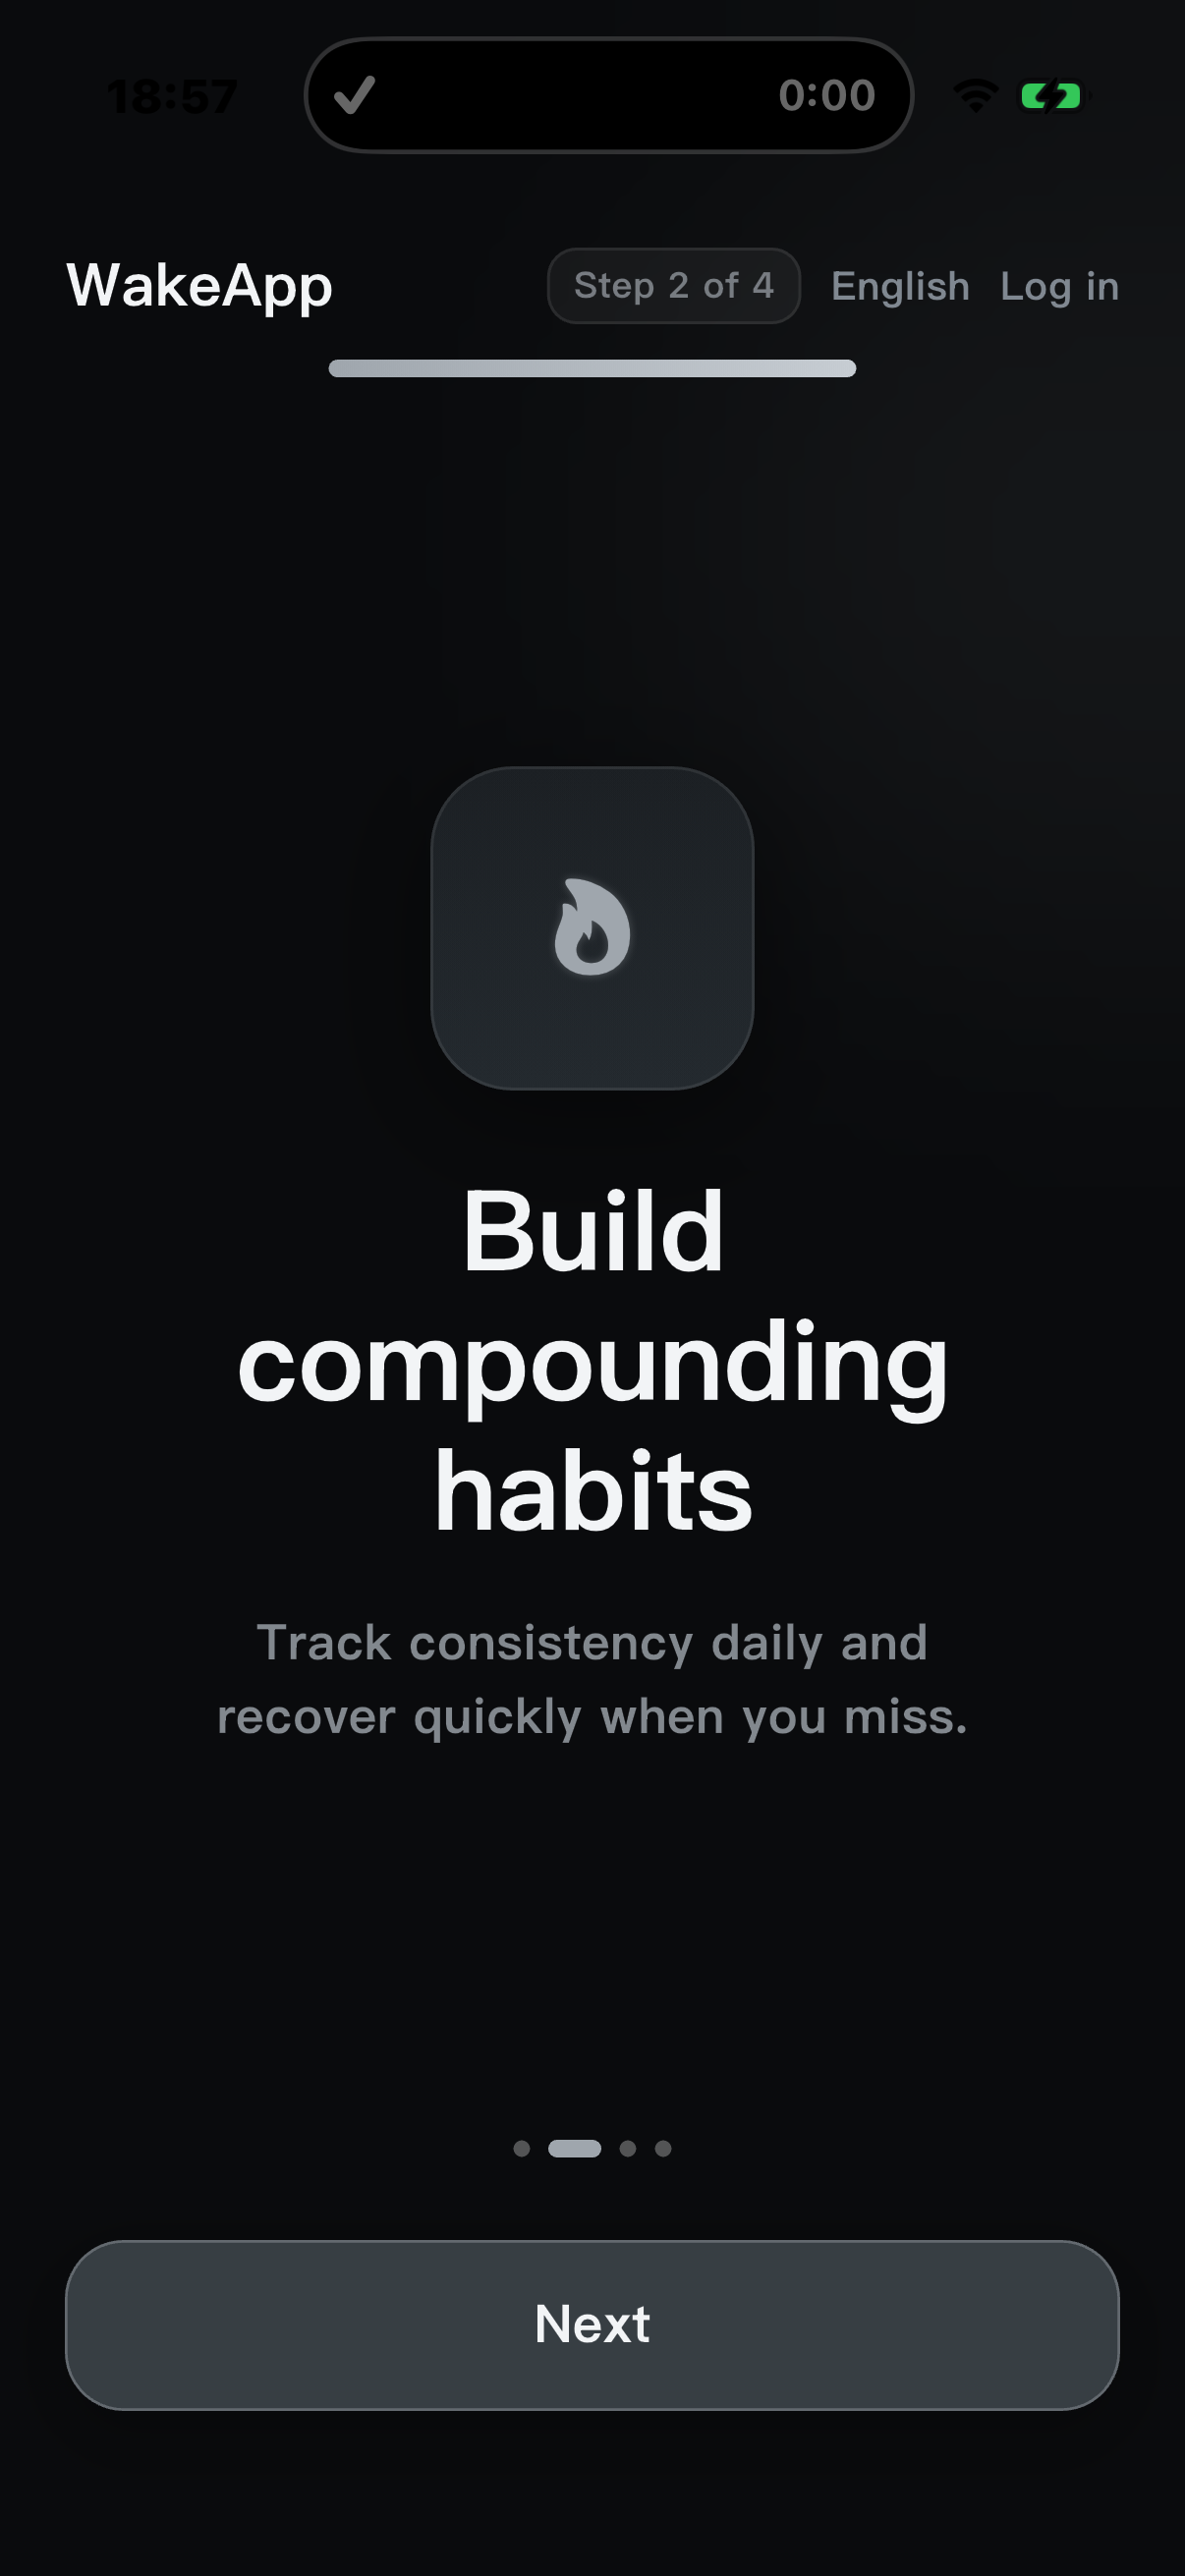 18:57 0:00
WakeApp Step 2 of 4 English Log in
Build
compounding
habits
Track consistency daily and
recover quickly when you miss.
Next